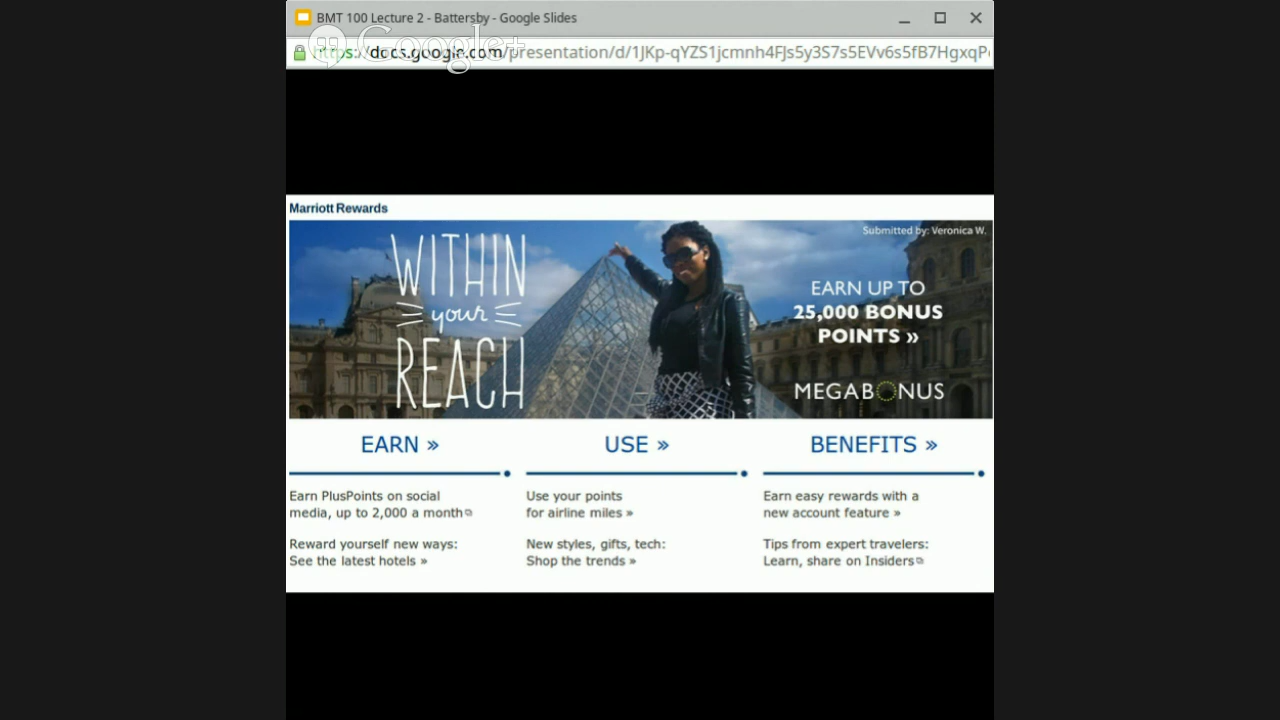 BMT 100 Lecture 2 - Battersby - Google Slides
Google+
https://docs.google.com/presentation/d/1JKp-qYZS1jcmnh4FJs5y3S7s5EVv6s5fB7HgxqP
Marriott Rewards
Submitted by: Veronica W.
WITHIN
your
REACH
EARN UP TO
25,000 BONUS
POINTS »
MEGABONUS
EARN »
USE »
BENEFITS »
Earn PlusPoints on social
media, up to 2,000 a month
Reward yourself new ways:
See the latest hotels »
Use your points
for airline miles »
New styles, gifts, tech:
Shop the trends »
Earn easy rewards with a
new account feature »
Tips from expert travelers:
Learn, share on Insiders